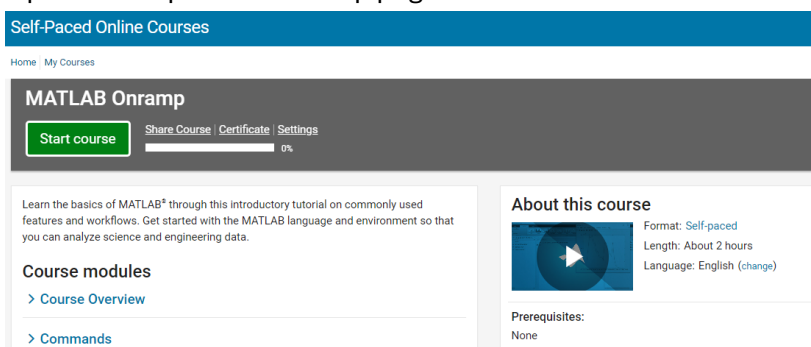 Self-Paced Online Courses
Home My Courses
MATLAB Onramp
Start course
Share Course | Certificate | Settings
0%
Learn the basics of MATLAB® through this introductory tutorial on commonly used
features and workflows. Get started with the MATLAB language and environment so that
you can analyze science and engineering data.
Course modules
> Course Overview
> Commands
About this course
Format: Self-paced
Length: About 2 hours
Language: English (change)
Prerequisites:
None